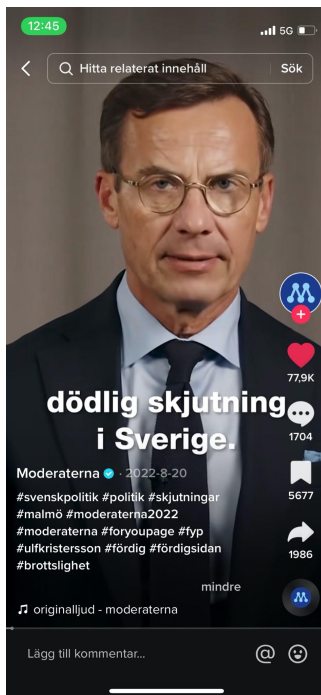 12:45
5G
Hitta relaterat innehåll
Sök
dödlig skjutning
i Sverige.
77,9K
1704
5677
1986
Moderaterna · 2022-8-20
#svenskpolitik #politik #skjutningar
#malmö #moderaterna2022
#moderaterna #foryoupage #fyp
#ulfkristersson #fördig #fördigsidan
#brottslighet
mindre
originalljud - moderaterna
Lägg till kommentar...